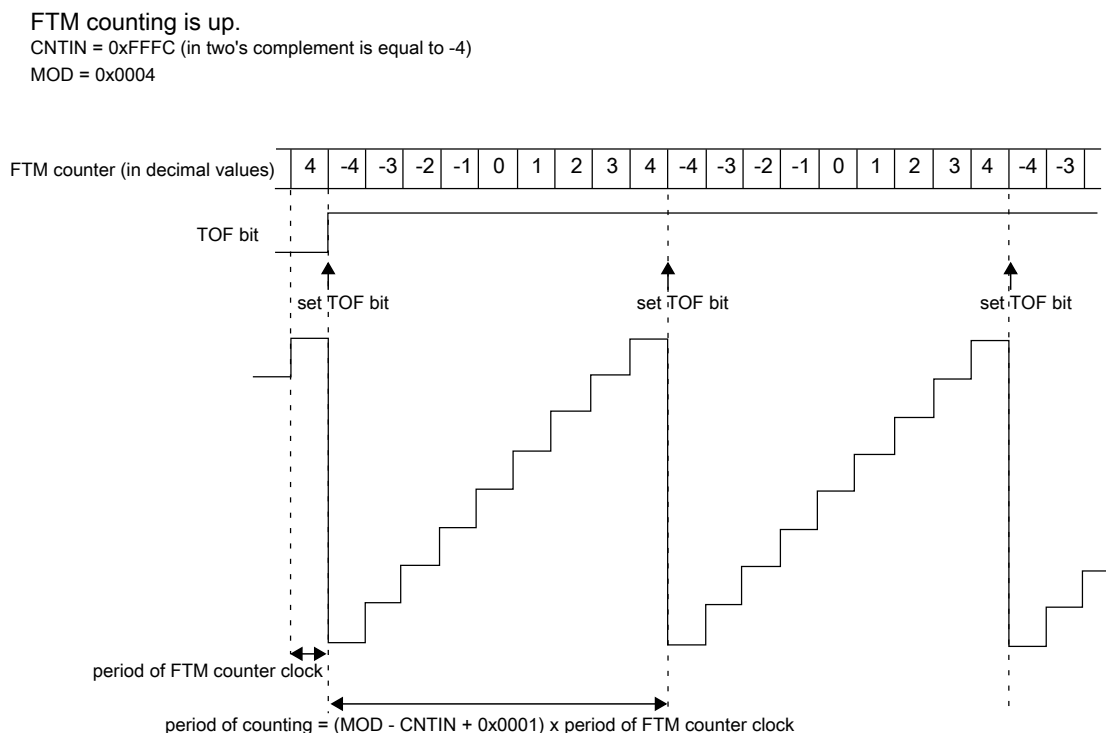 FTM counting is up.
CNTIN = 0xFFFC (in two's complement is equal to -4)
MOD = 0x0004
FTM counter (in decimal values) 4 -4 -3 -2 -1 0 1 2 3 4 -4 -3 -2 -1 0 1 2 3 4 -4 -3
TOF bit
set TOF bit set TOF bit set TOF bit
period of FTM counter clock
period of counting = (MOD - CNTIN + 0x0001) x period of FTM counter clock